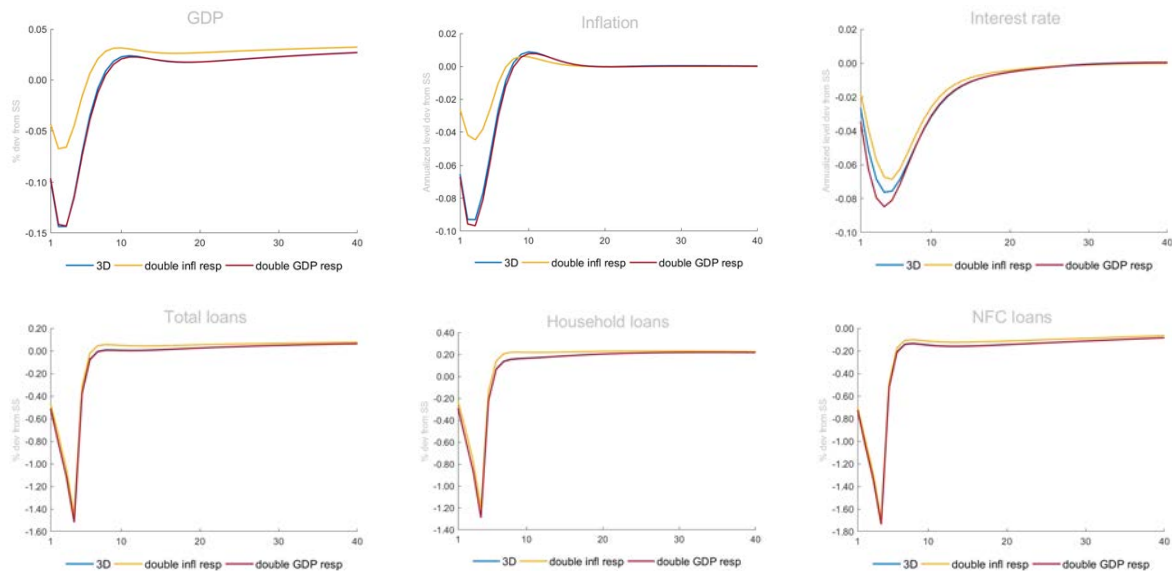 GDP
% dev from SS
0.05
0.00
-0.05
-0.10
-0.15
1 10 20 30 40
3D double infl resp double GDP resp
Inflation
Annualized level dev from SS
0.02
0.00
-0.02
-0.04
-0.06
-0.08
-0.10
1 10 20 30 40
3D double infl resp double GDP resp
Interest rate
Annualized level dev from SS
0.02
0.00
-0.02
-0.04
-0.06
-0.08
-0.10
1 10 20 30 40
3D double infl resp double GDP resp
Total loans
% dev from SS
0.20
0.00
-0.20
-0.40
-0.60
-0.80
-1.00
-1.20
-1.40
-1.60
1 10 20 30 40
3D double infl resp double GDP resp
Household loans
% dev from SS
0.40
0.20
0.00
-0.20
-0.40
-0.60
-0.80
-1.00
-1.20
-1.40
1 10 20 30 40
3D double infl resp double GDP resp
NFC loans
% dev from SS
0.00
-0.20
-0.40
-0.60
-0.80
-1.00
-1.20
-1.40
-1.60
-1.80
1 10 20 30 40
3D double infl resp double GDP resp